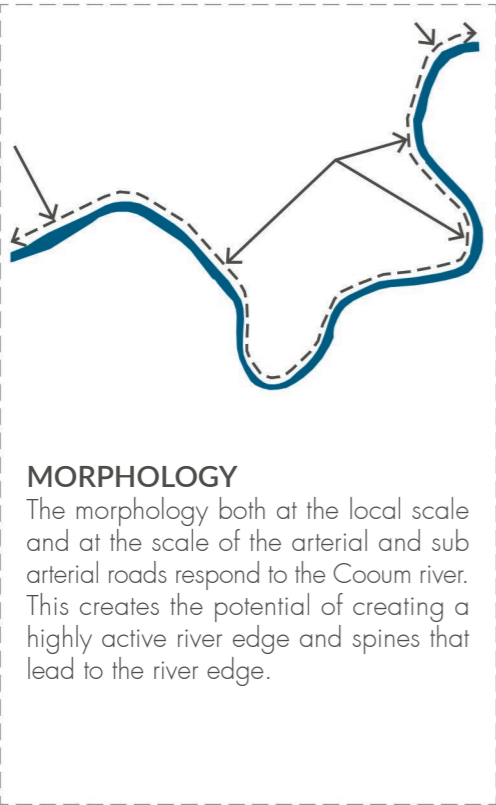 MORPHOLOGY
The morphology both at the local scale
and at the scale of the arterial and sub
arterial roads respond to the Cooum river.
This creates the potential of creating a
highly active river edge and spines that
lead to the river edge.